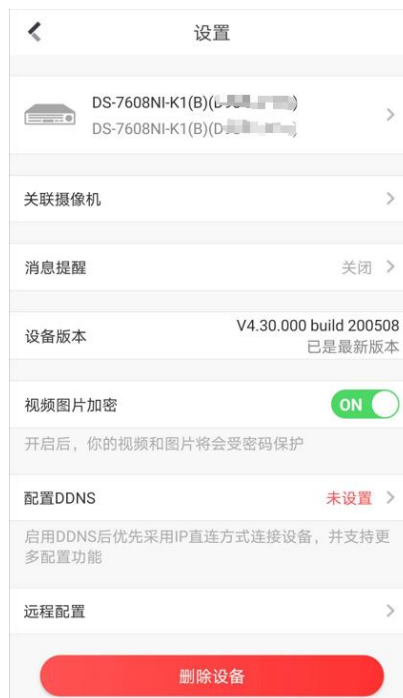 设置
DS-7608NI-K1(B)(
DS-7608NI-K1(B)(
关联摄像机
消息提醒 关闭
设备版本 V4.30.000 build 200508
已是最新版本
视频图片加密 ON
开启后，你的视频和图片将会受密码保护
配置DDNS 未设置
启用DDNS后优先采用IP直连方式连接设备，并支持更
多配置功能
远程配置
删除设备